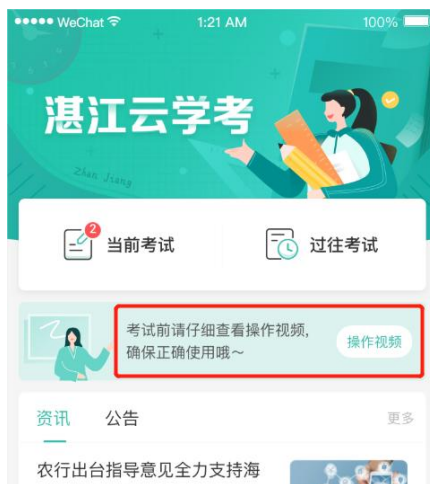 WeChat 1:21 AM 100%
湛江云学考
Zhan Jiang
2
当前考试 过往考试
考试前请仔细查看操作视频,
确保正确使用哦～
操作视频
资讯 公告 更多
农行出台指导意见全力支持海